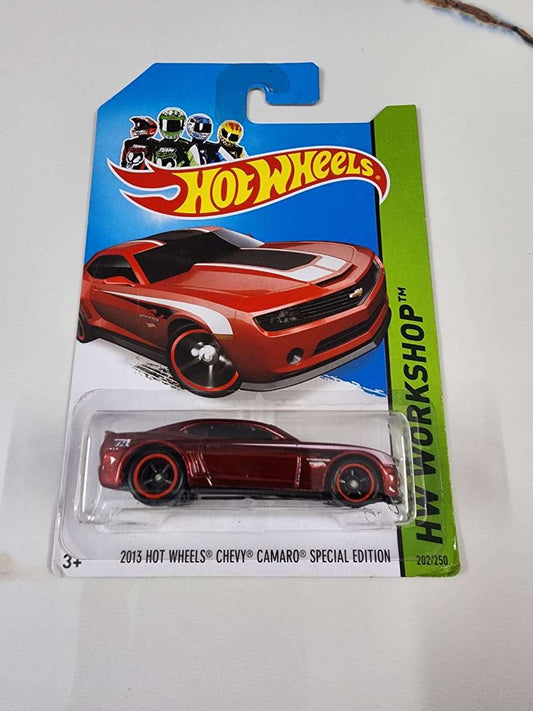 HOT WHEELS®
HW WORKSHOP™
2013 HOT WHEELS® CHEVY® CAMARO® SPECIAL EDITION
3+
202/250